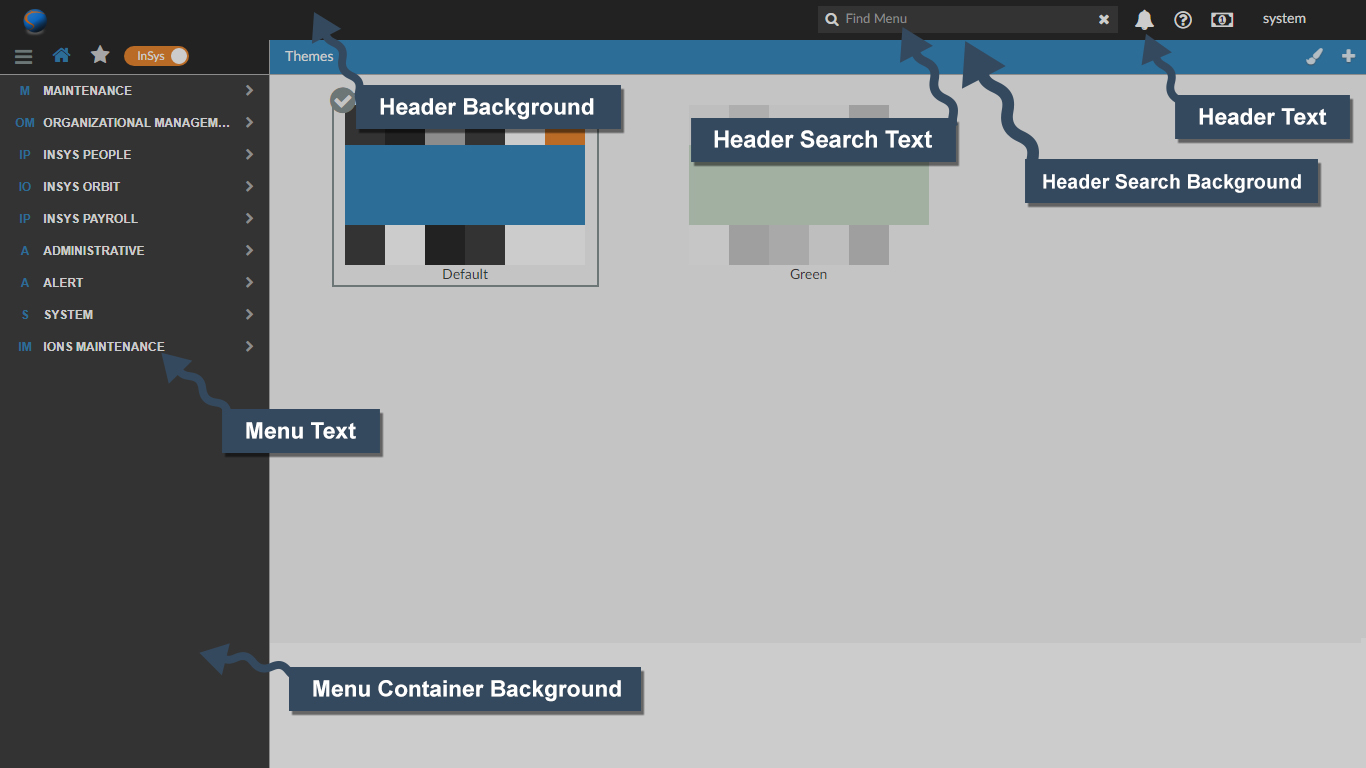 Find Menu
system
InSys
Themes
M MAINTENANCE
OM ORGANIZATIONAL MANAGEM...
IP INSYS PEOPLE
IO INSYS ORBIT
IP INSYS PAYROLL
A ADMINISTRATIVE
A ALERT
S SYSTEM
IM IONS MAINTENANCE
Header Background
Header Search Text
Header Text
Header Search Background
Default
Green
Menu Text
Menu Container Background